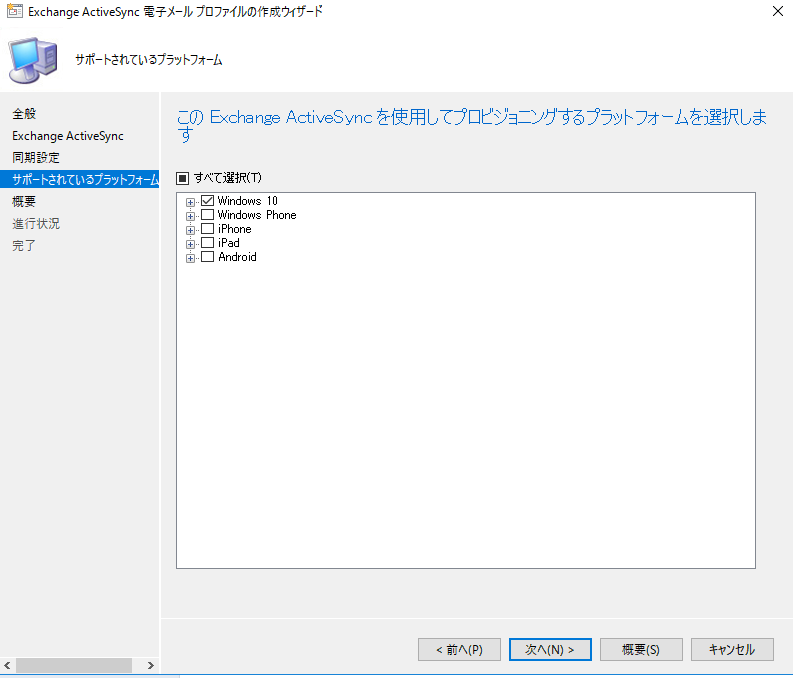 Exchange ActiveSync 電子メール プロファイルの作成ウィザード
サポートされているプラットフォーム
全般
Exchange ActiveSync
同期設定
サポートされているプラットフォーム
概要
進行状況
完了
この Exchange ActiveSync を使用してプロビジョニングするプラットフォームを選択しま
す
すべて選択(T)
Windows 10
Windows Phone
iPhone
iPad
Android
< 前へ(P)
次へ(N) >
概要(S)
キャンセル